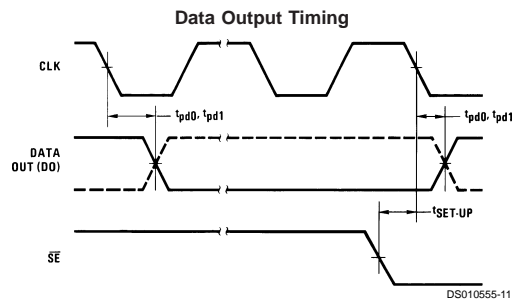 Data Output Timing
CLK
tpd0, tpd1
tpd0, tpd1
DATA
OUT (DO)
tSET-UP
SE
DS010555-11